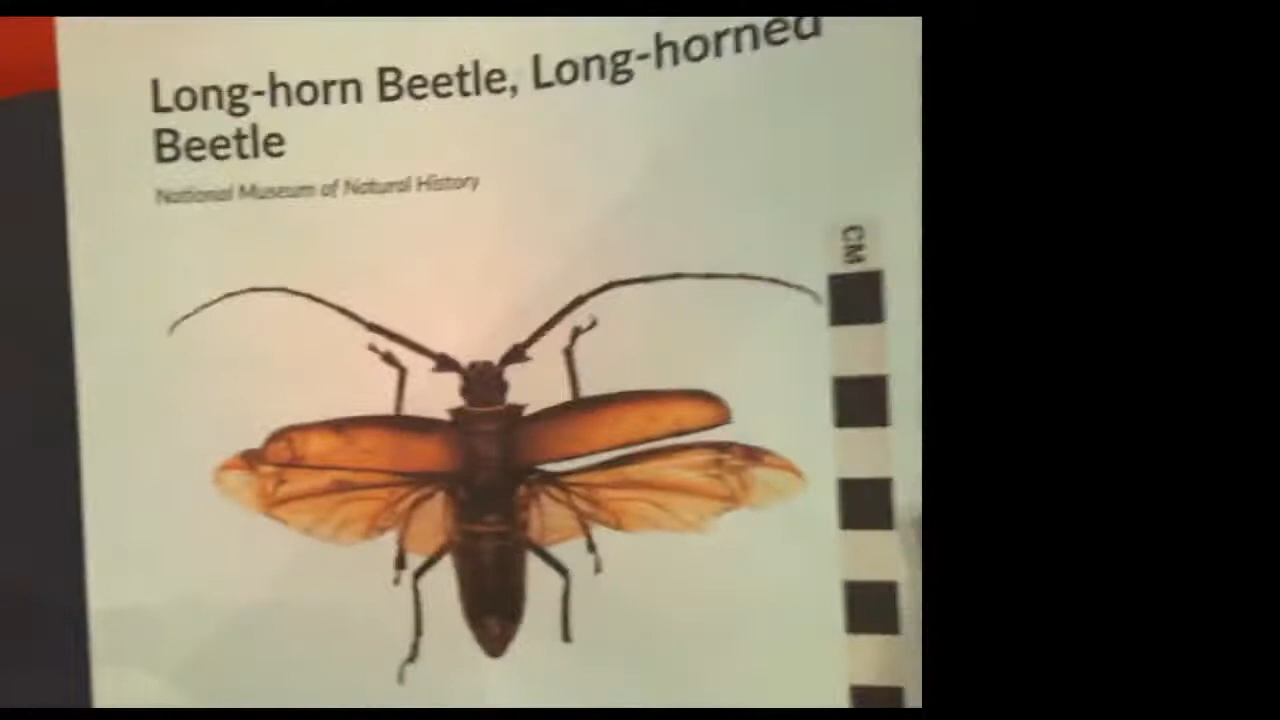 Long-horn Beetle, Long-horned
Beetle
National Museum of Natural History
CM